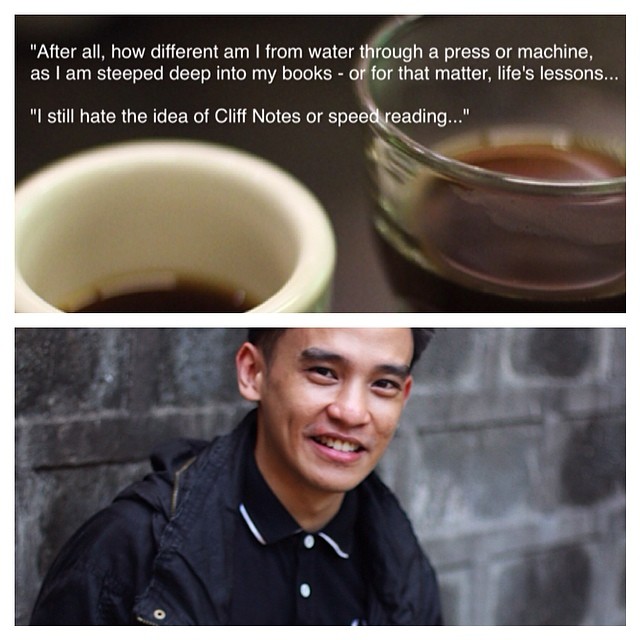 "After all, how different am I from water through a press or machine,
as I am steeped deep into my books - or for that matter, life's lessons...
"I still hate the idea of Cliff Notes or speed reading..."